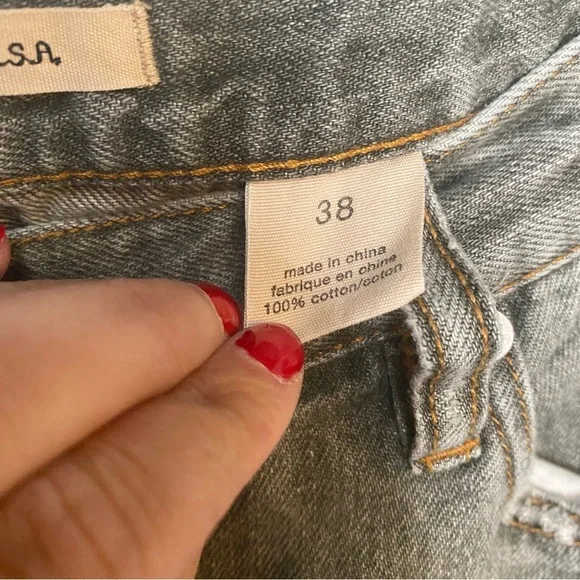 .S.A.
38
made in china
fabrique en chine
100% cotton/coton